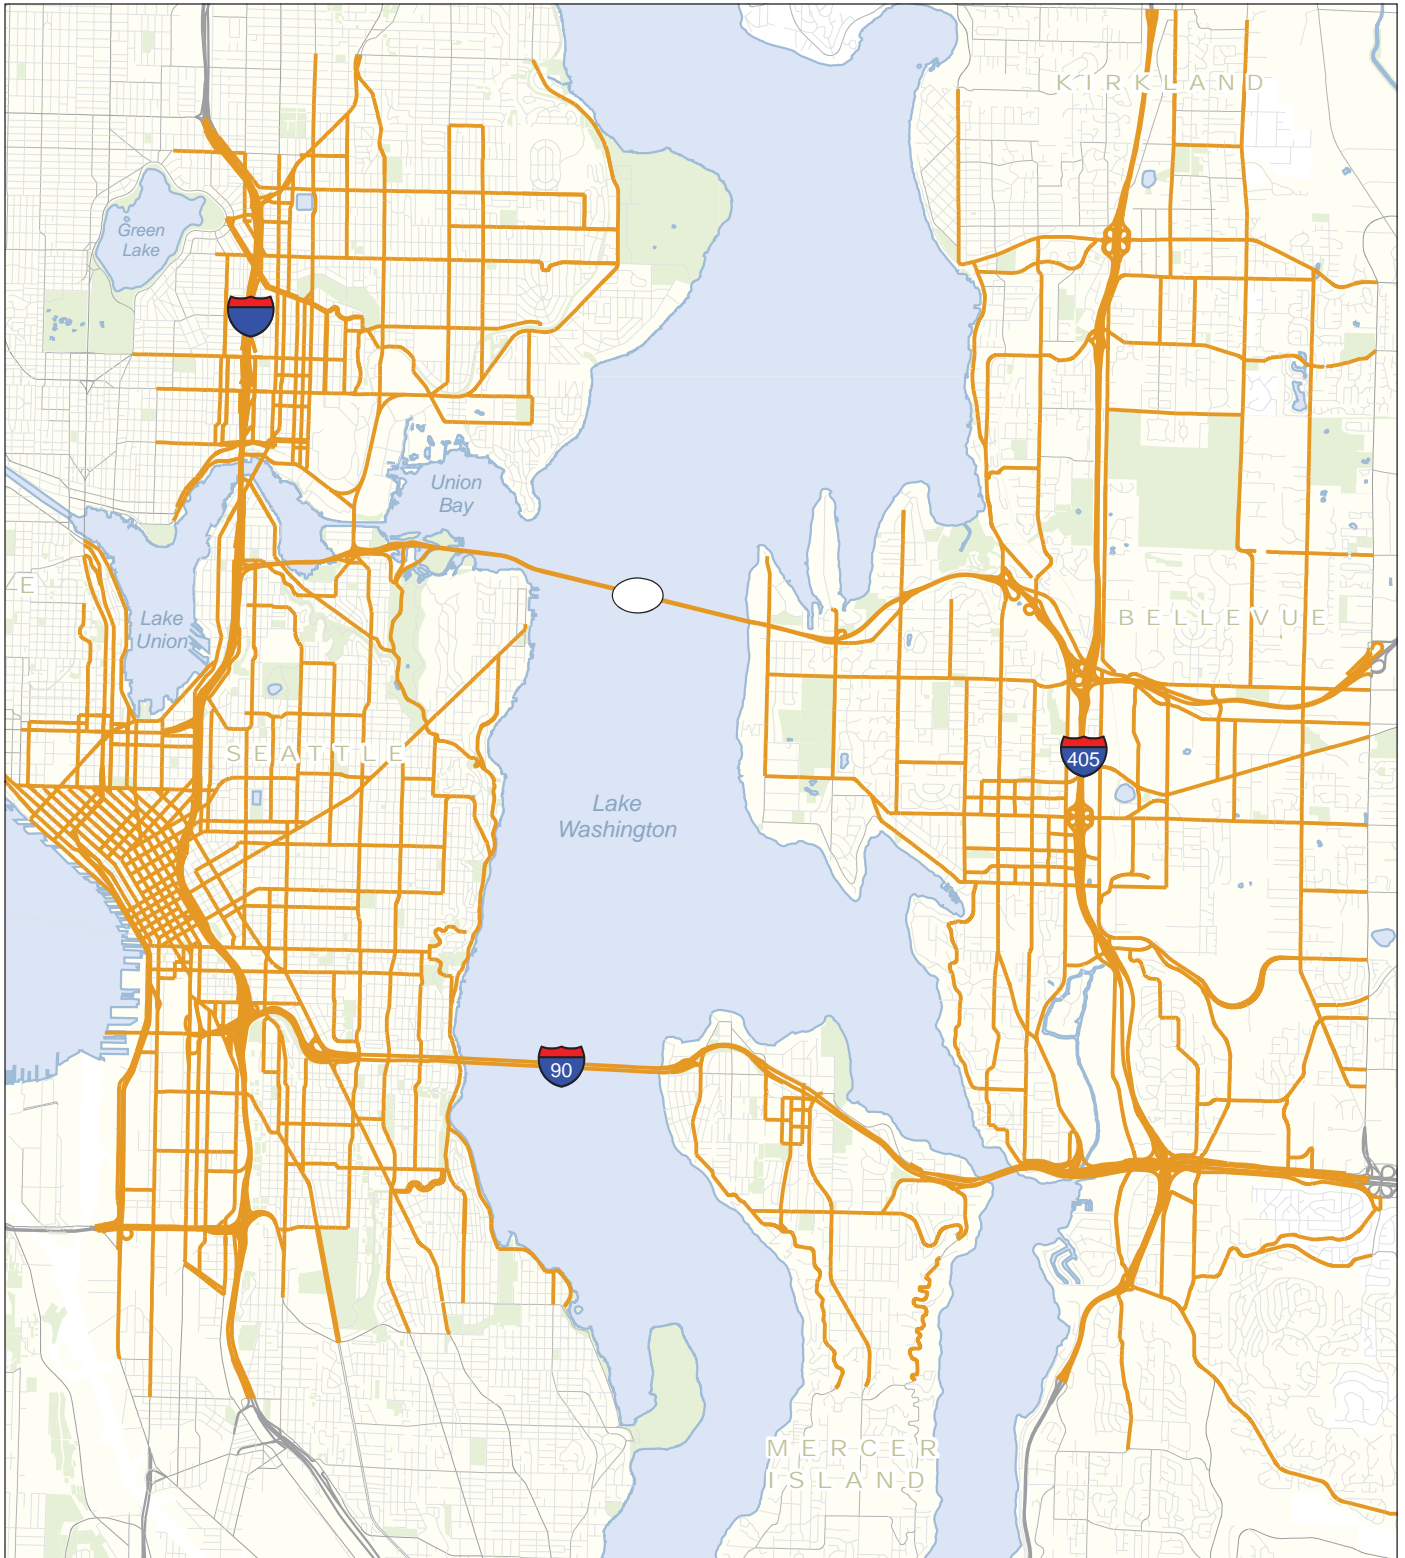 KIRKLAND
Green
Lake
Union
Bay
E
Lake
Union
BELLEVUE
SEATTLE
405
Lake
Washington
90
MERCER
ISLAND